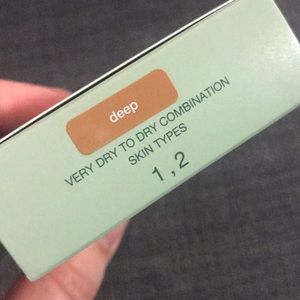 deep
VERY DRY TO DRY COMBINATION
SKIN TYPES
1 , 2